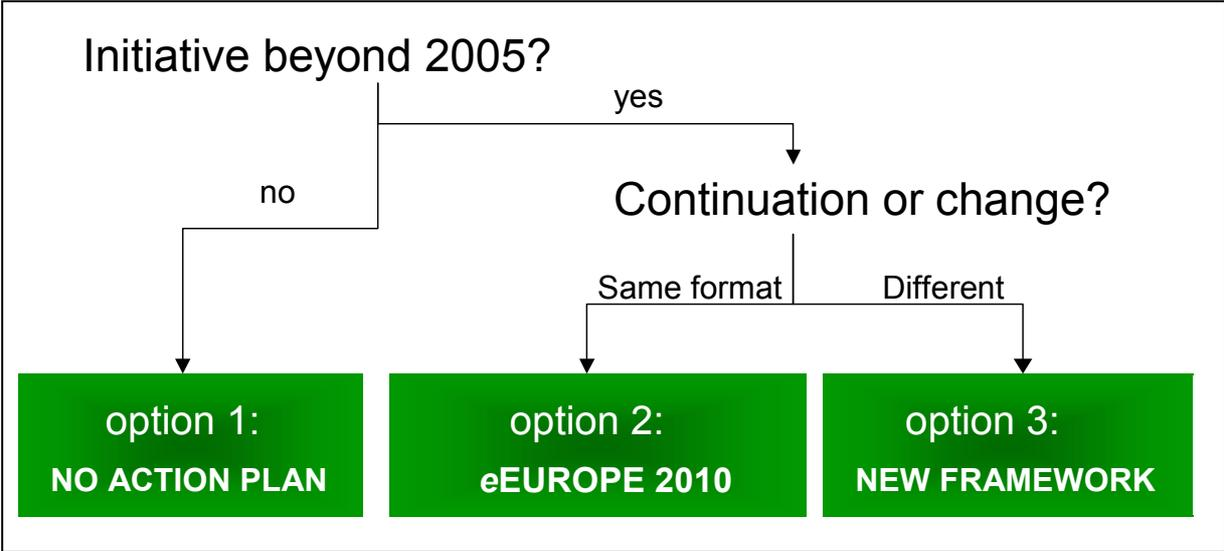 Initiative beyond 2005?
yes
no
Continuation or change?
Same format
Different
option 1:
NO ACTION PLAN
option 2:
eEUROPE 2010
option 3:
NEW FRAMEWORK